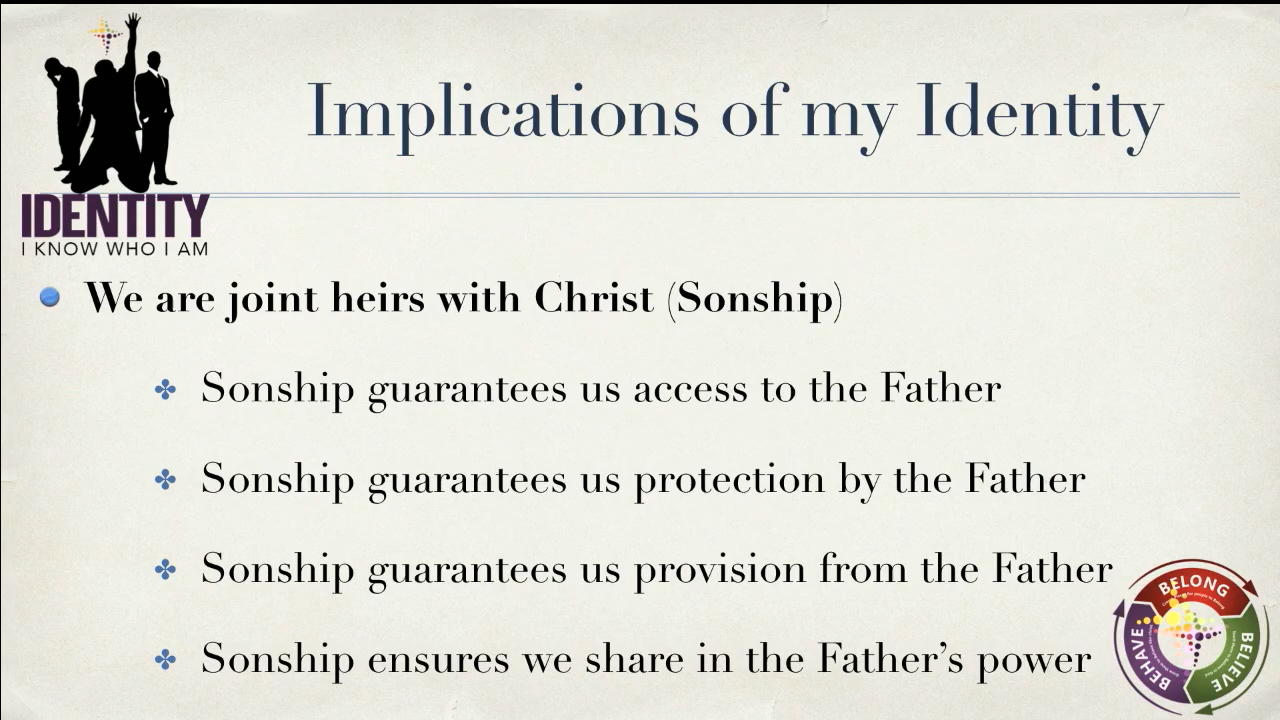 Implications of my Identity
IDENTITY
I KNOW WHO I AM
We are joint heirs with Christ (Sonship)
Sonship guarantees us access to the Father
Sonship guarantees us protection by the Father
Sonship guarantees us provision from the Father
Sonship ensures we share in the Father’s power
BELONG
BELIEVE
BEHAVE